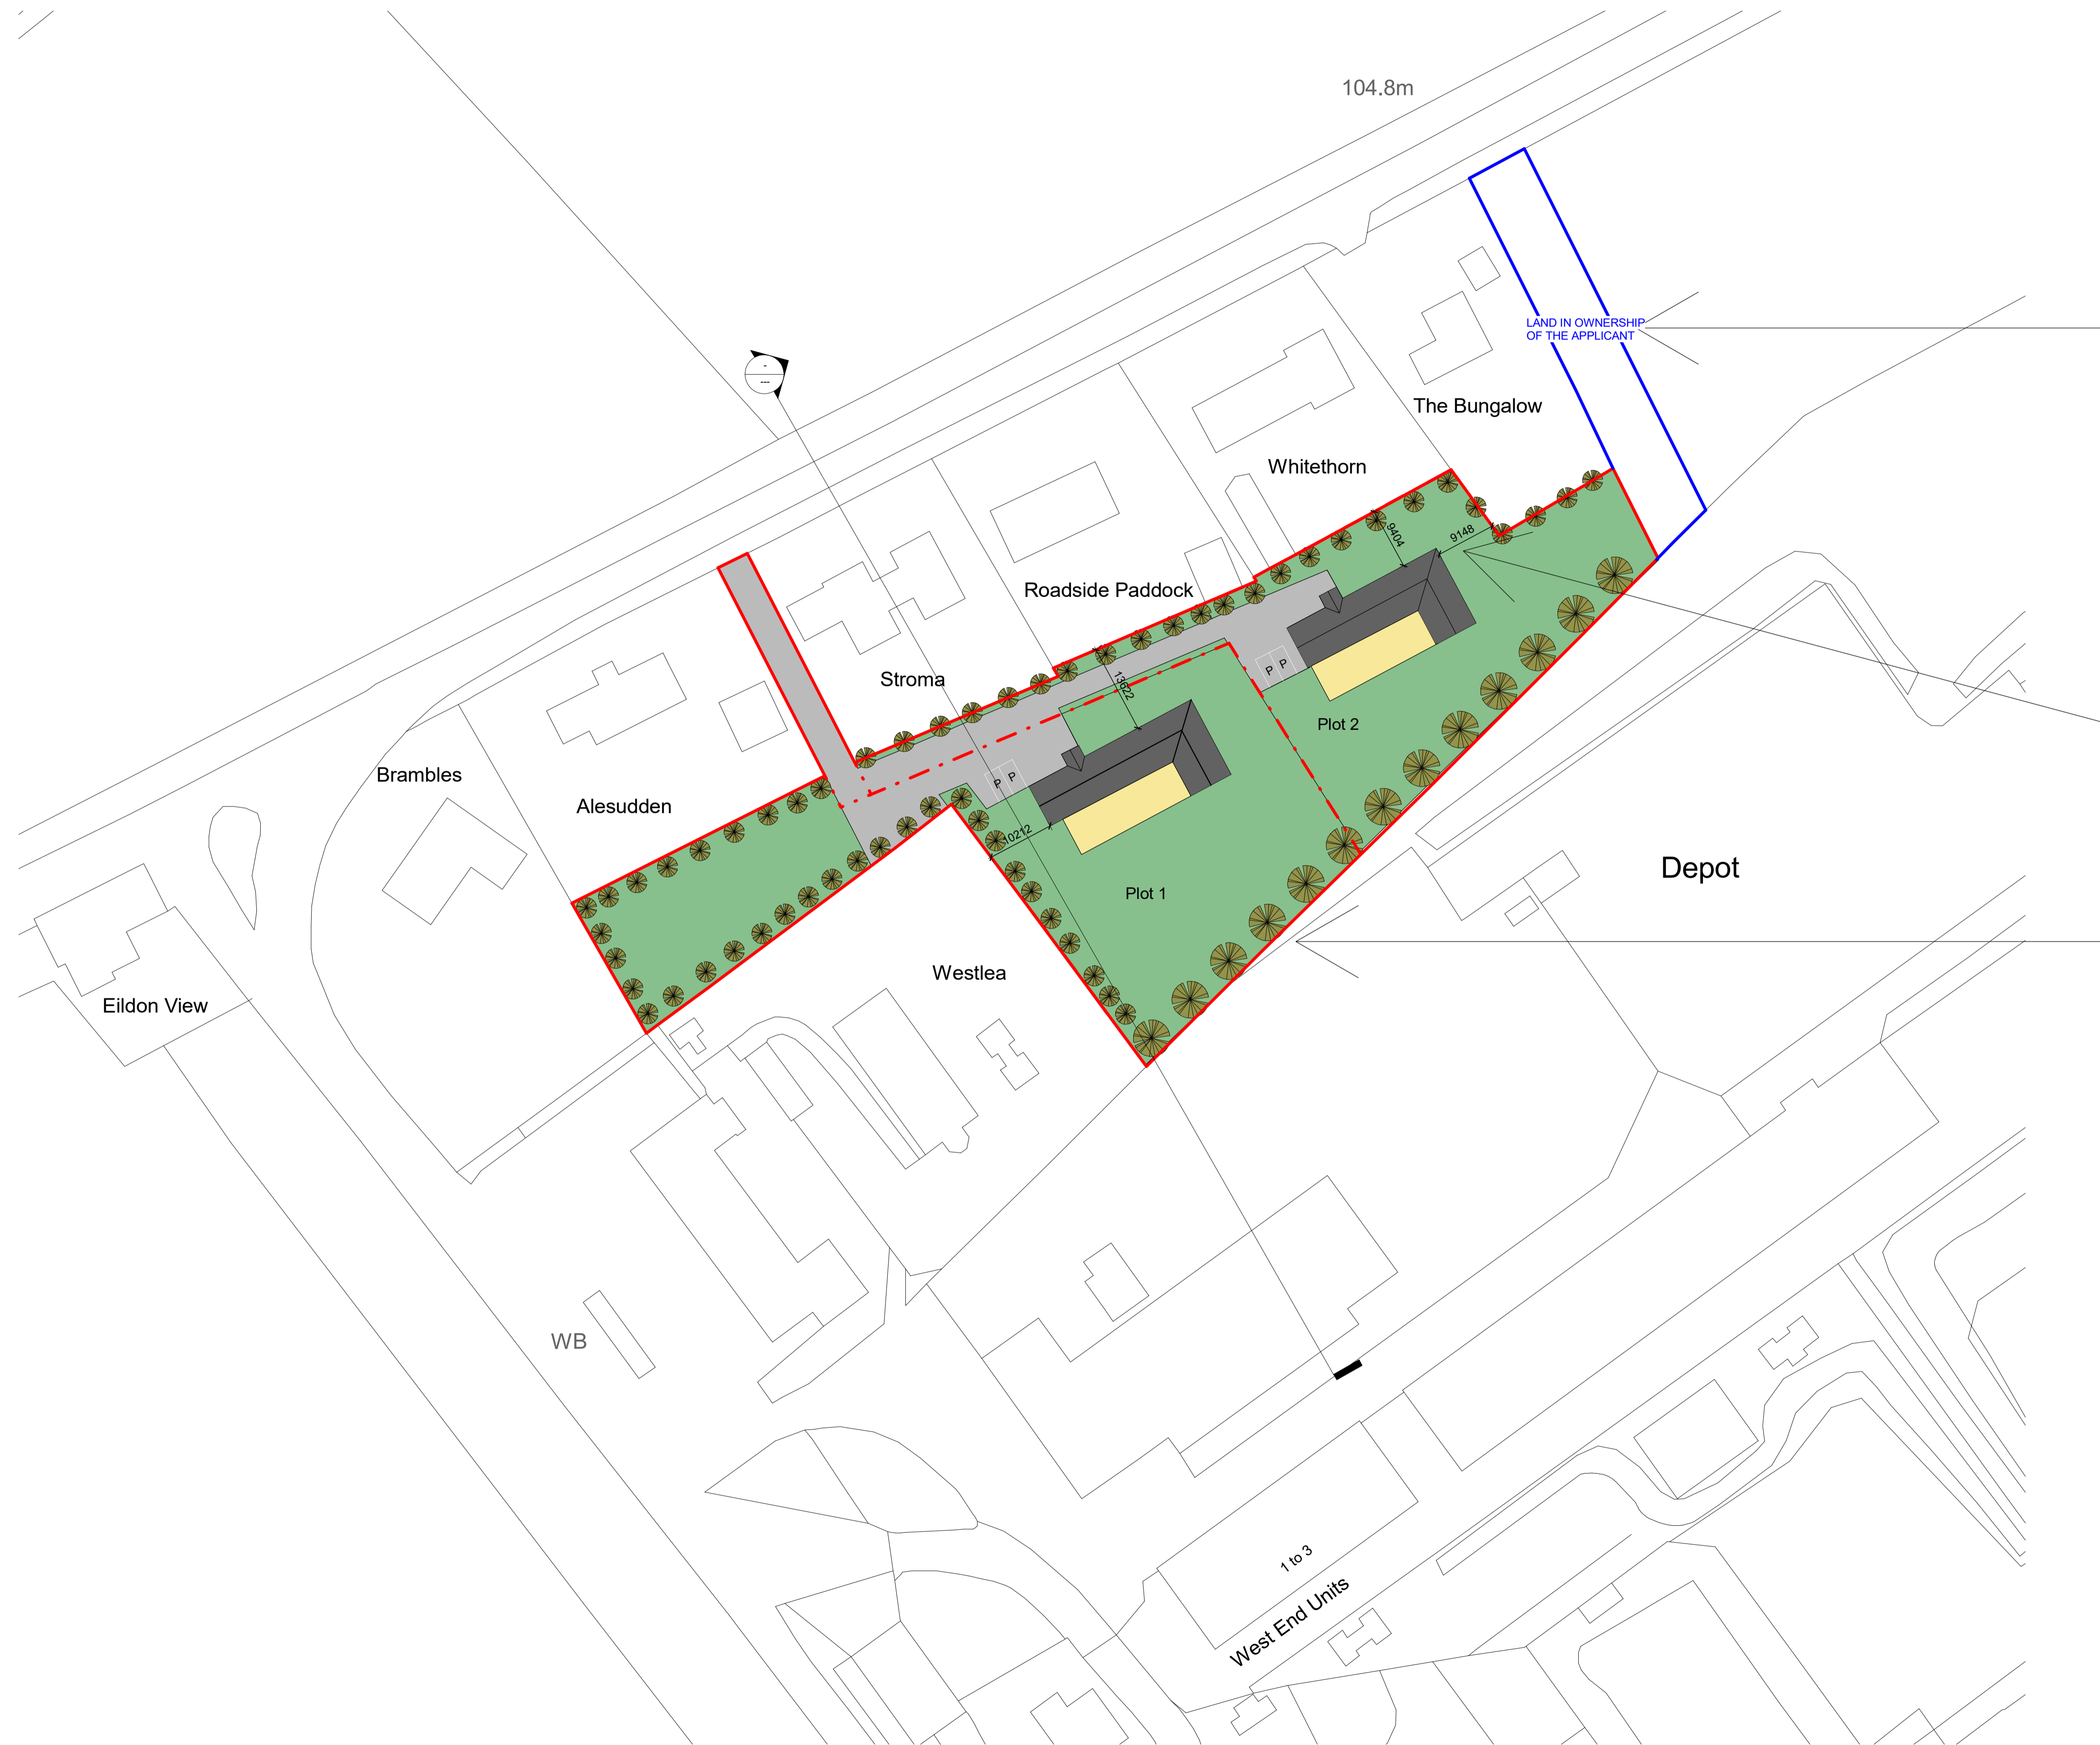 104.8m
-
---
LAND IN OWNERSHIP
OF THE APPLICANT
The Bungalow
Whitethorn
9404
9148
Roadside Paddock
Stroma
13622
P P
Plot 2
Brambles
Alesudden
P P
10212
Plot 1
Depot
Westlea
Eildon View
WB
1 to 3
West End Units